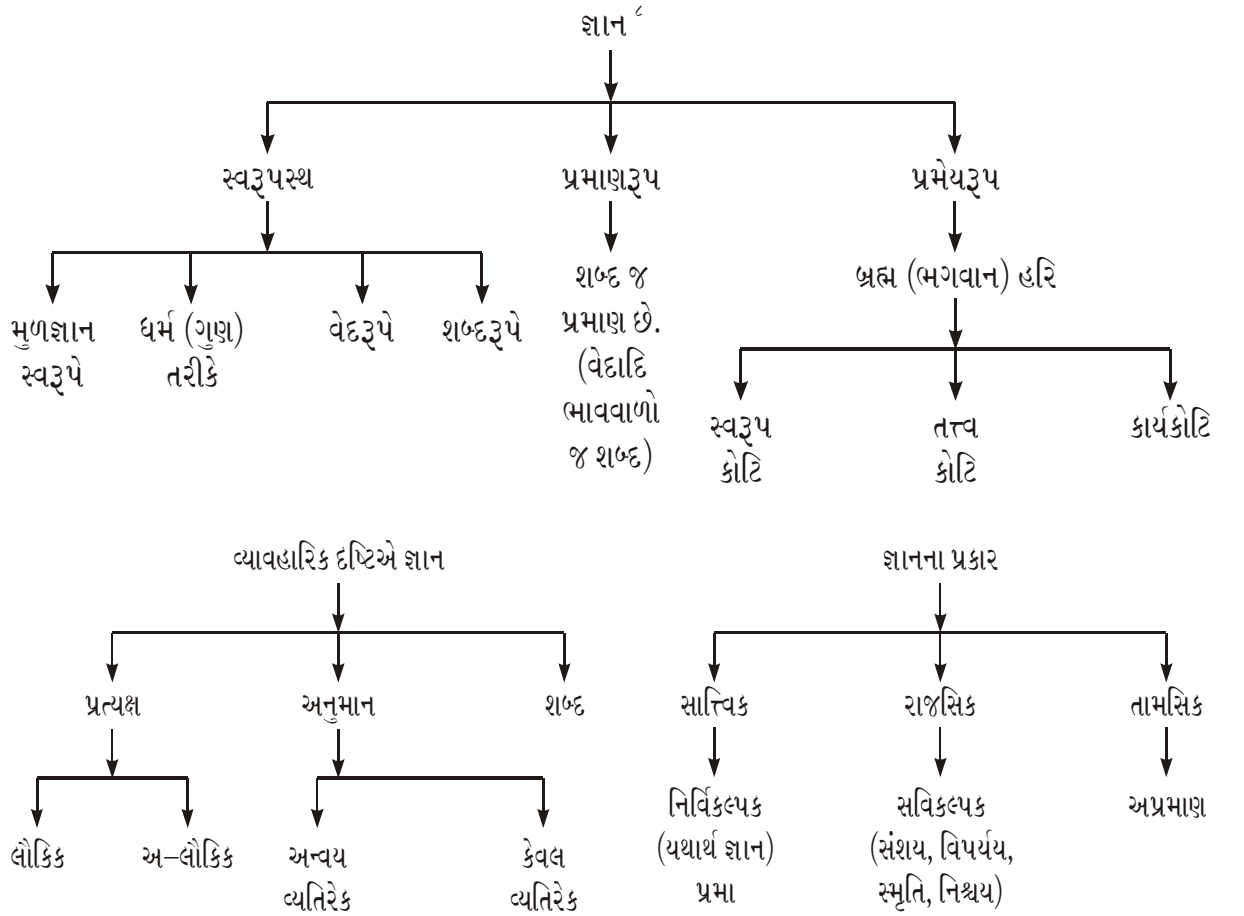 જ્ઞાન ૮
સ્વરૂપસ્થ
પ્રમાણરૂપ
પ્રમેયરૂપ
મુળજ્ઞાન
સ્વરૂપે
ધર્મ (ગુણ)
તરીકે
વેદરૂપે
શબ્દરૂપે
શબ્દ જ
પ્રમાણ છે.
(વેદાદિ
ભાવવાળો
જ શબ્દ)
બ્રહ્મ (ભગવાન) હરિ
સ્વરૂપ
કોટિ
તત્ત્વ
કોટિ
કાર્યકોટિ
વ્યાવહારિક દૃષ્ટિએ જ્ઞાન
પ્રત્યક્ષ
અનુમાન
શબ્દ
લૌકિક
અ–લૌકિક
અન્વય
વ્યતિરેક
કેવલ
વ્યતિરેક
જ્ઞાનના પ્રકાર
સાત્ત્વિક
રાજસિક
તામસિક
નિર્વિકલ્પક
(યથાર્થ જ્ઞાન)
પ્રમા
સવિકલ્પક
(સંશય, વિપર્યય,
સ્મૃતિ, નિશ્ચય)
અપ્રમાણ